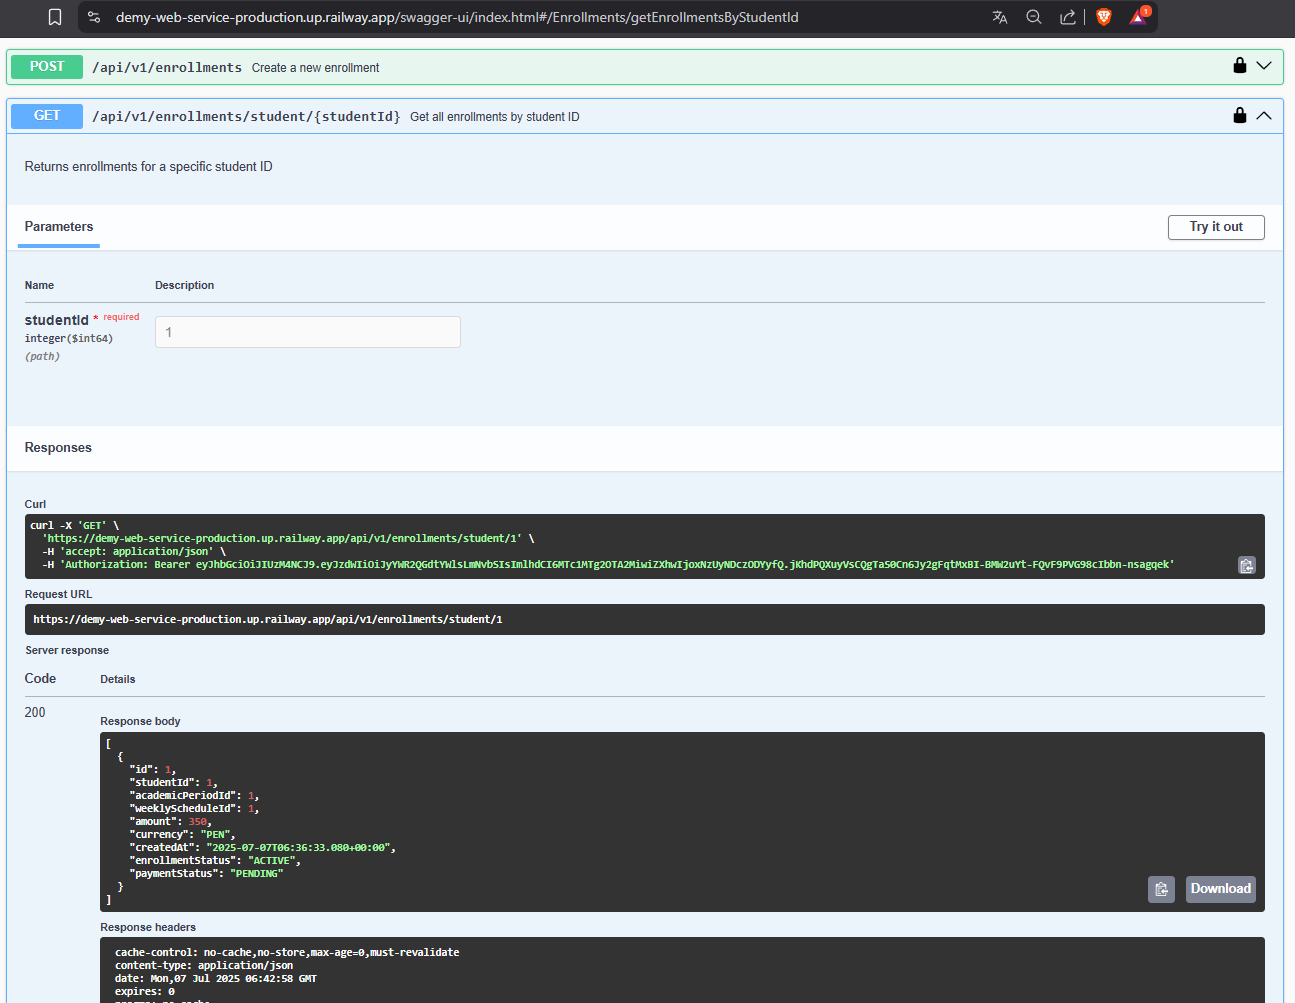 demy-web-service-production.up.railway.app/swagger-ui/index.html#/Enrollments/getEnrollmentsByStudentId
1
POST /api/v1/enrollments Create a new enrollment
GET /api/v1/enrollments/student/{studentId} Get all enrollments by student ID
Returns enrollments for a specific student ID
Parameters
Try it out
Name Description
studentId * required
integer($int64)
(path)
1
Responses
Curl
curl -X 'GET' \
'https://demy-web-service-production.up.railway.app/api/v1/enrollments/student/1' \
-H 'accept: application/json' \
-H 'Authorization: Bearer
Request URL
https://demy-web-service-production.up.railway.app/api/v1/enrollments/student/1
Server response
Code Details
200
Response body
[
{
"id": 1,
"studentId": 1,
"academicPeriodId": 1,
"weeklyScheduleId": 1,
"amount": 350,
"currency": "PEN",
"createdAt": "2025-07-07T06:36:33.080+00:00",
"enrollmentStatus": "ACTIVE",
"paymentStatus": "PENDING"
}
]
Download
Response headers
cache-control: no-cache,no-store,max-age=0,must-revalidate
content-type: application/json
date: Mon,07 Jul 2025 06:42:58 GMT
expires: 0